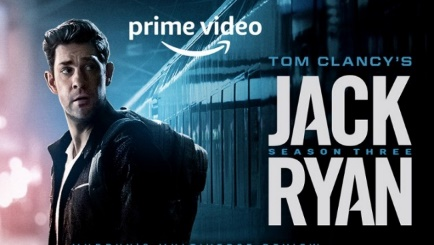 prime video
TOM CLANCY'S
JACK
SEASON THREE
RYAN